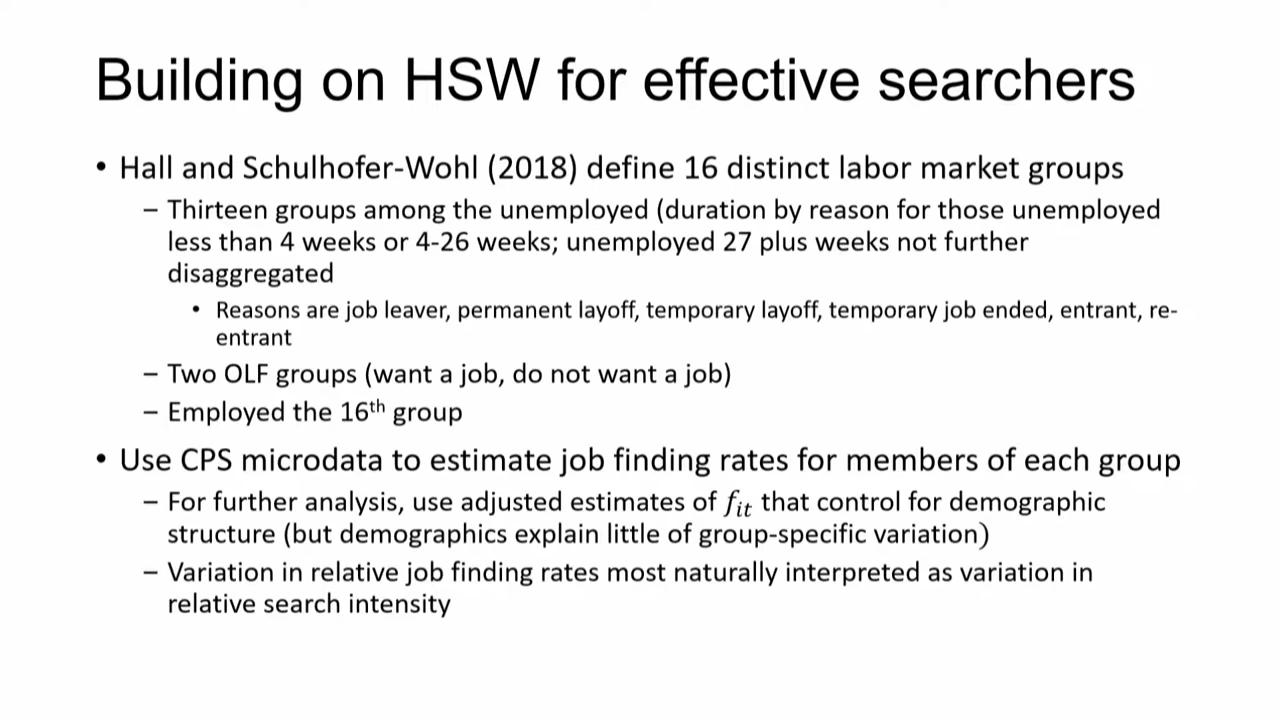 Building on HSW for effective searchers
• Hall and Schulhofer-Wohl (2018) define 16 distinct labor market groups
– Thirteen groups among the unemployed (duration by reason for those unemployed
less than 4 weeks or 4-26 weeks; unemployed 27 plus weeks not further
disaggregated
• Reasons are job leaver, permanent layoff, temporary layoff, temporary job ended, entrant, re-
entrant
– Two OLF groups (want a job, do not want a job)
– Employed the 16th group
• Use CPS microdata to estimate job finding rates for members of each group
– For further analysis, use adjusted estimates of f_it that control for demographic
structure (but demographics explain little of group-specific variation)
– Variation in relative job finding rates most naturally interpreted as variation in
relative search intensity